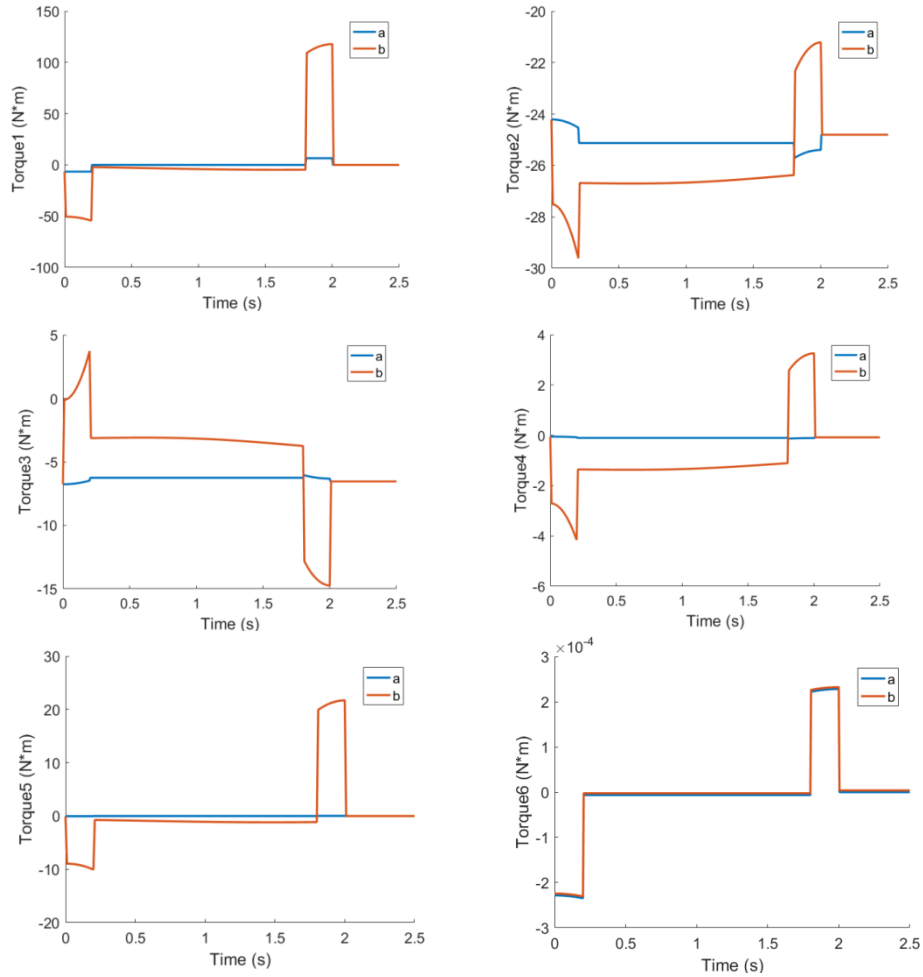 150
100
50
0
-50
-100
Torque1 (N*m)
0 0.5 1 1.5 2 2.5
Time (s)
a
b
-20
-22
-24
-26
-28
-30
Torque2 (N*m)
0 0.5 1 1.5 2 2.5
Time (s)
a
b
5
0
-5
-10
-15
Torque3 (N*m)
0 0.5 1 1.5 2 2.5
Time (s)
a
b
4
2
0
-2
-4
-6
Torque4 (N*m)
0 0.5 1 1.5 2 2.5
Time (s)
a
b
30
20
10
0
-10
-20
Torque5 (N*m)
0 0.5 1 1.5 2 2.5
Time (s)
a
b
×10⁻⁴
3
2
1
0
-1
-2
-3
Torque6 (N*m)
0 0.5 1 1.5 2 2.5
Time (s)
a
b